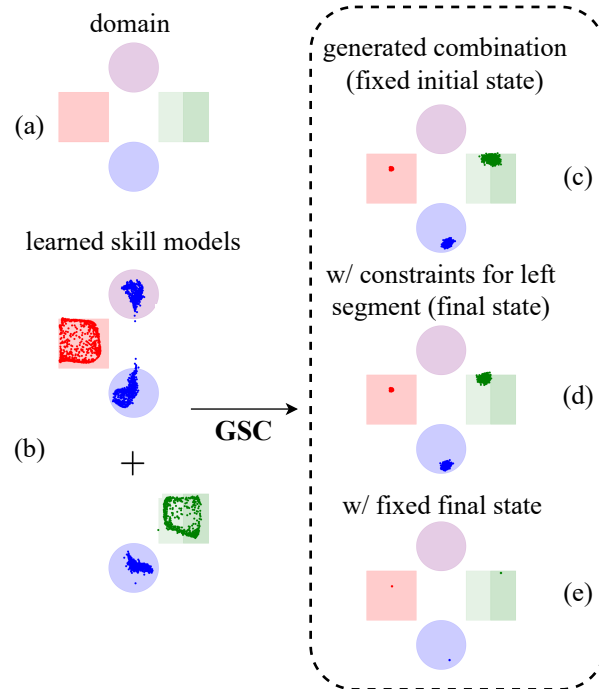 domain
(a)
learned skill models
(b)
+
GSC
generated combination
(fixed initial state)
(c)
w/ constraints for left
segment (final state)
(d)
w/ fixed final state
(e)